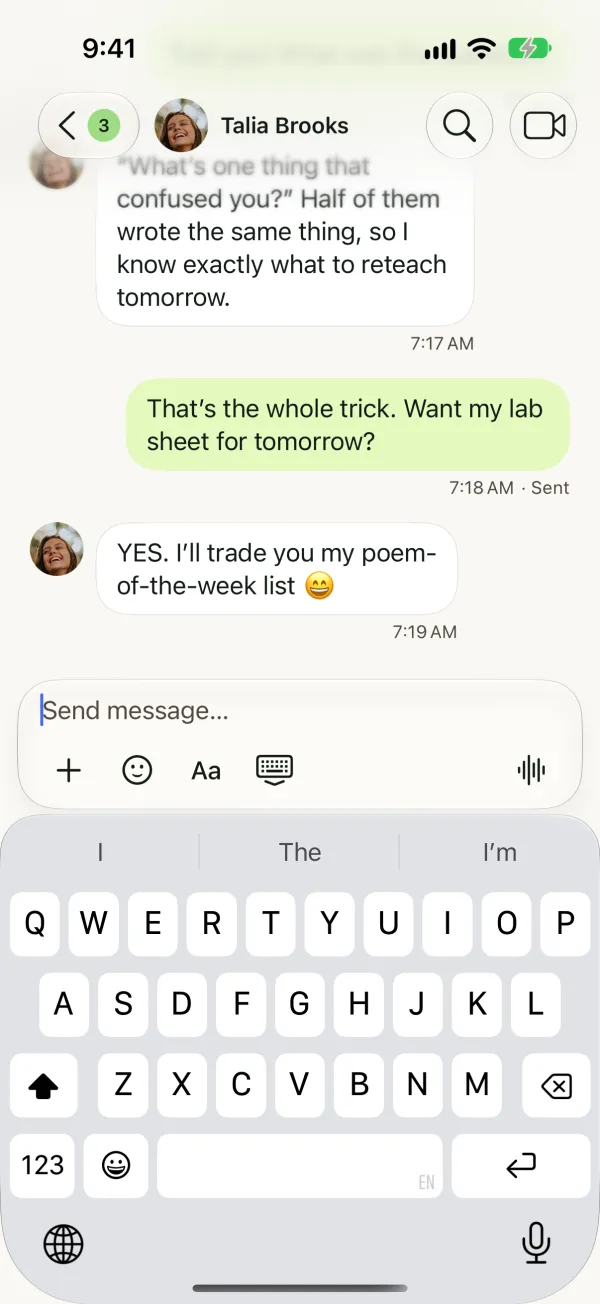 9:41
3
Talia Brooks
“What’s one thing that
confused you?” Half of them
wrote the same thing, so I
know exactly what to reteach
tomorrow.
7:17 AM
That’s the whole trick. Want my lab
sheet for tomorrow?
7:18 AM · Sent
YES. I’ll trade you my poem-
of-the-week list 😄
7:19 AM
Send message...
Aa
I The I’m
Q W E R T Y U I O P
A S D F G H J K L
Z X C V B N M
123
EN